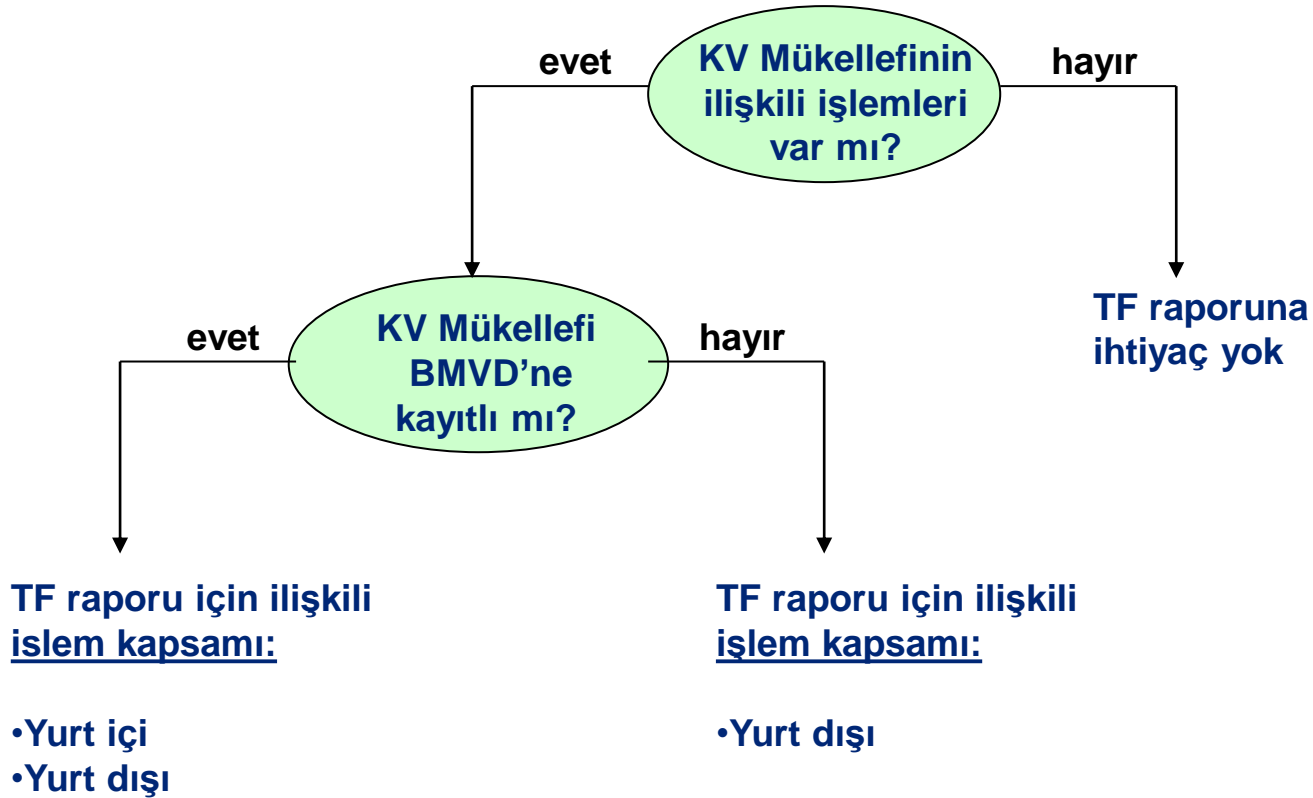 evet
KV Mükellefinin
ilişkili işlemleri
var mı?
hayır
evet
KV Mükellefi
BMVD’ne
kayıtlı mı?
hayır
TF raporuna
ihtiyaç yok
TF raporu için ilişkili
islem kapsamı:
•Yurt içi
•Yurt dışı
TF raporu için ilişkili
işlem kapsamı:
•Yurt dışı